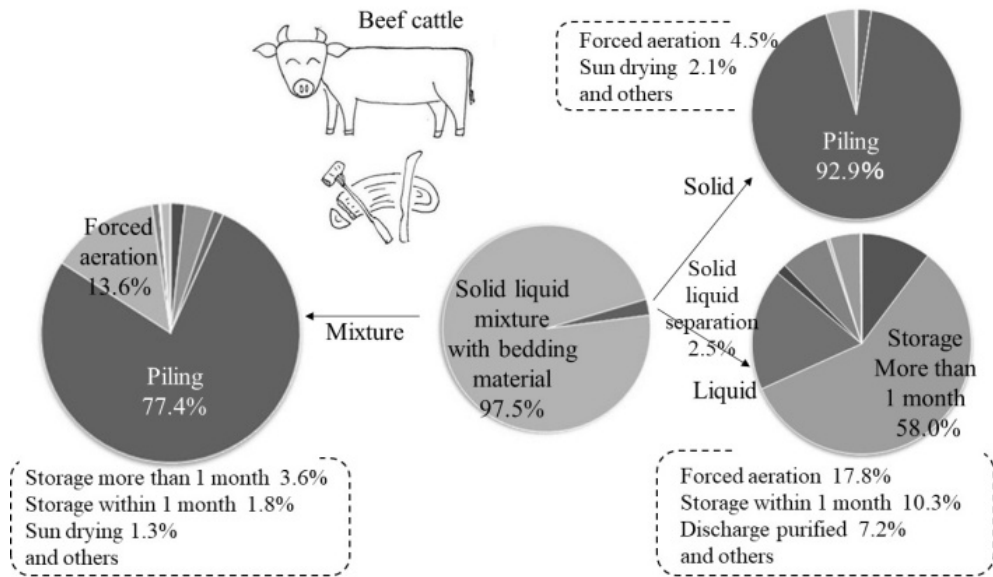 Beef cattle
Forced aeration 4.5%
Sun drying 2.1%
and others
Piling
92.9%
Solid
Forced
aeration
13.6%
Piling
77.4%
Mixture
Solid liquid
mixture
with bedding
material
97.5%
Solid
liquid
separation
2.5%
Liquid
Storage
More than
1 month
58.0%
Storage more than 1 month 3.6%
Storage within 1 month 1.8%
Sun drying 1.3%
and others
Forced aeration 17.8%
Storage within 1 month 10.3%
Discharge purified 7.2%
and others